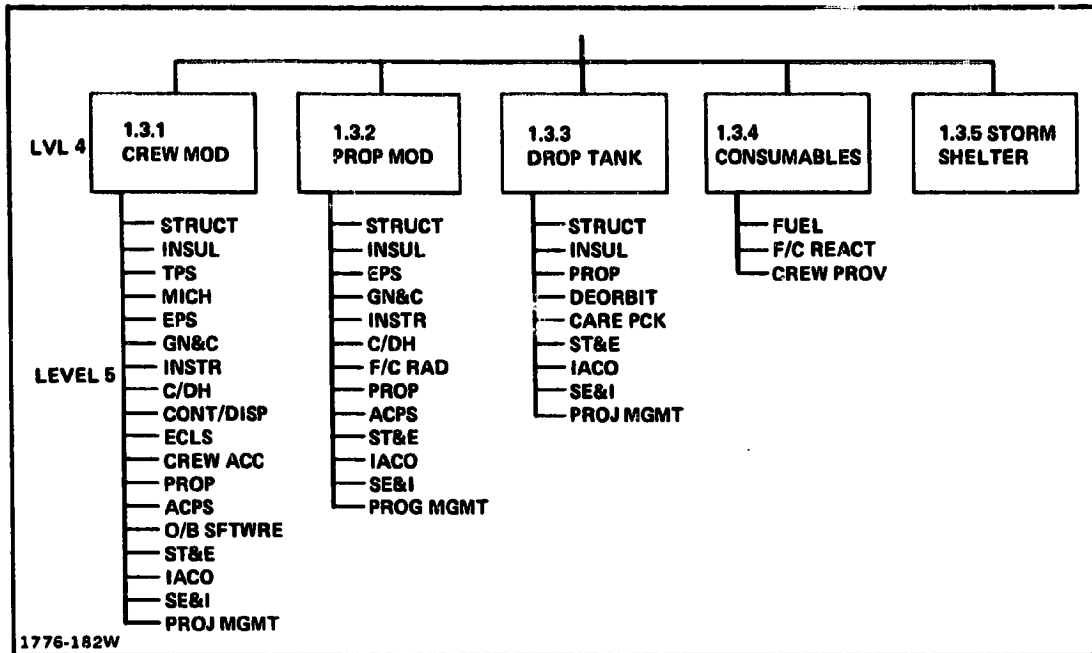 LVL 4
1.3.1
CREW MOD
1.3.2
PROP MOD
1.3.3
DROP TANK
1.3.4
CONSUMABLES
1.3.5 STORM
SHELTER
LEVEL 5
STRUCT
INSUL
TPS
MICH
EPS
GN&C
INSTR
C/DH
CONT/DISP
ECLS
CREW ACC
PROP
ACPS
O/B SFTWRE
ST&E
IACO
SE&I
PROJ MGMT
STRUCT
INSUL
EPS
GN&C
INSTR
C/DH
F/C RAD
PROP
ACPS
ST&E
IACO
SE&I
PROG MGMT
STRUCT
INSUL
PROP
DEORBIT
CARE PCK
ST&E
IACO
SE&I
PROJ MGMT
FUEL
F/C REACT
CREW PROV
1776-182W